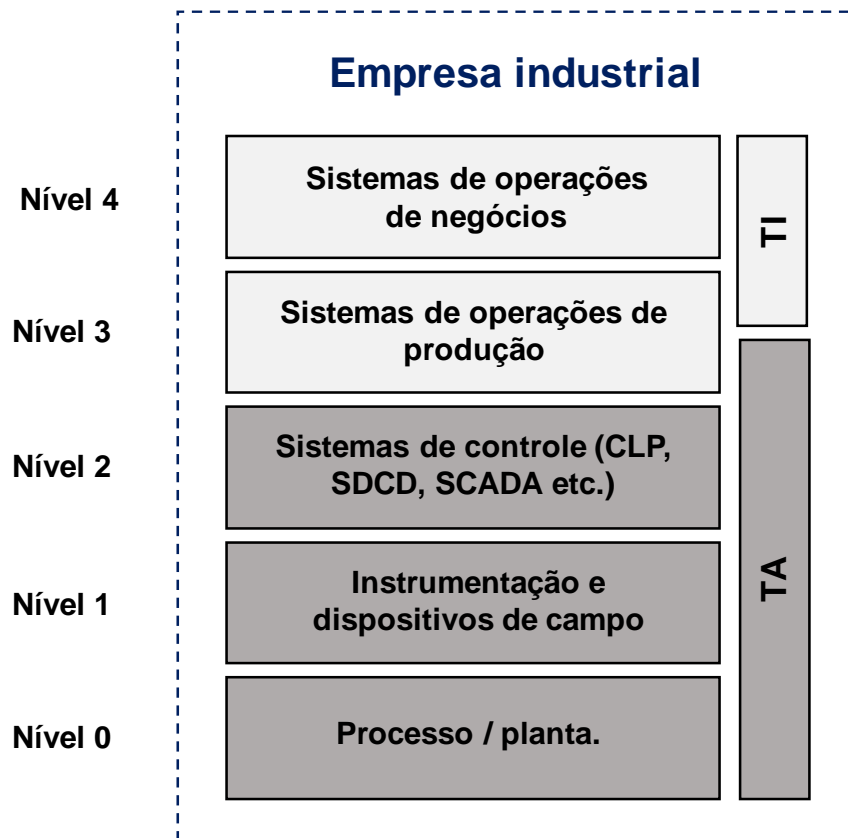 Empresa industrial
Nível 4
Sistemas de operações
de negócios
TI
Nível 3
Sistemas de operações de
produção
Nível 2
Sistemas de controle (CLP,
SDCD, SCADA etc.)
TA
Nível 1
Instrumentação e
dispositivos de campo
Nível 0
Processo / planta.